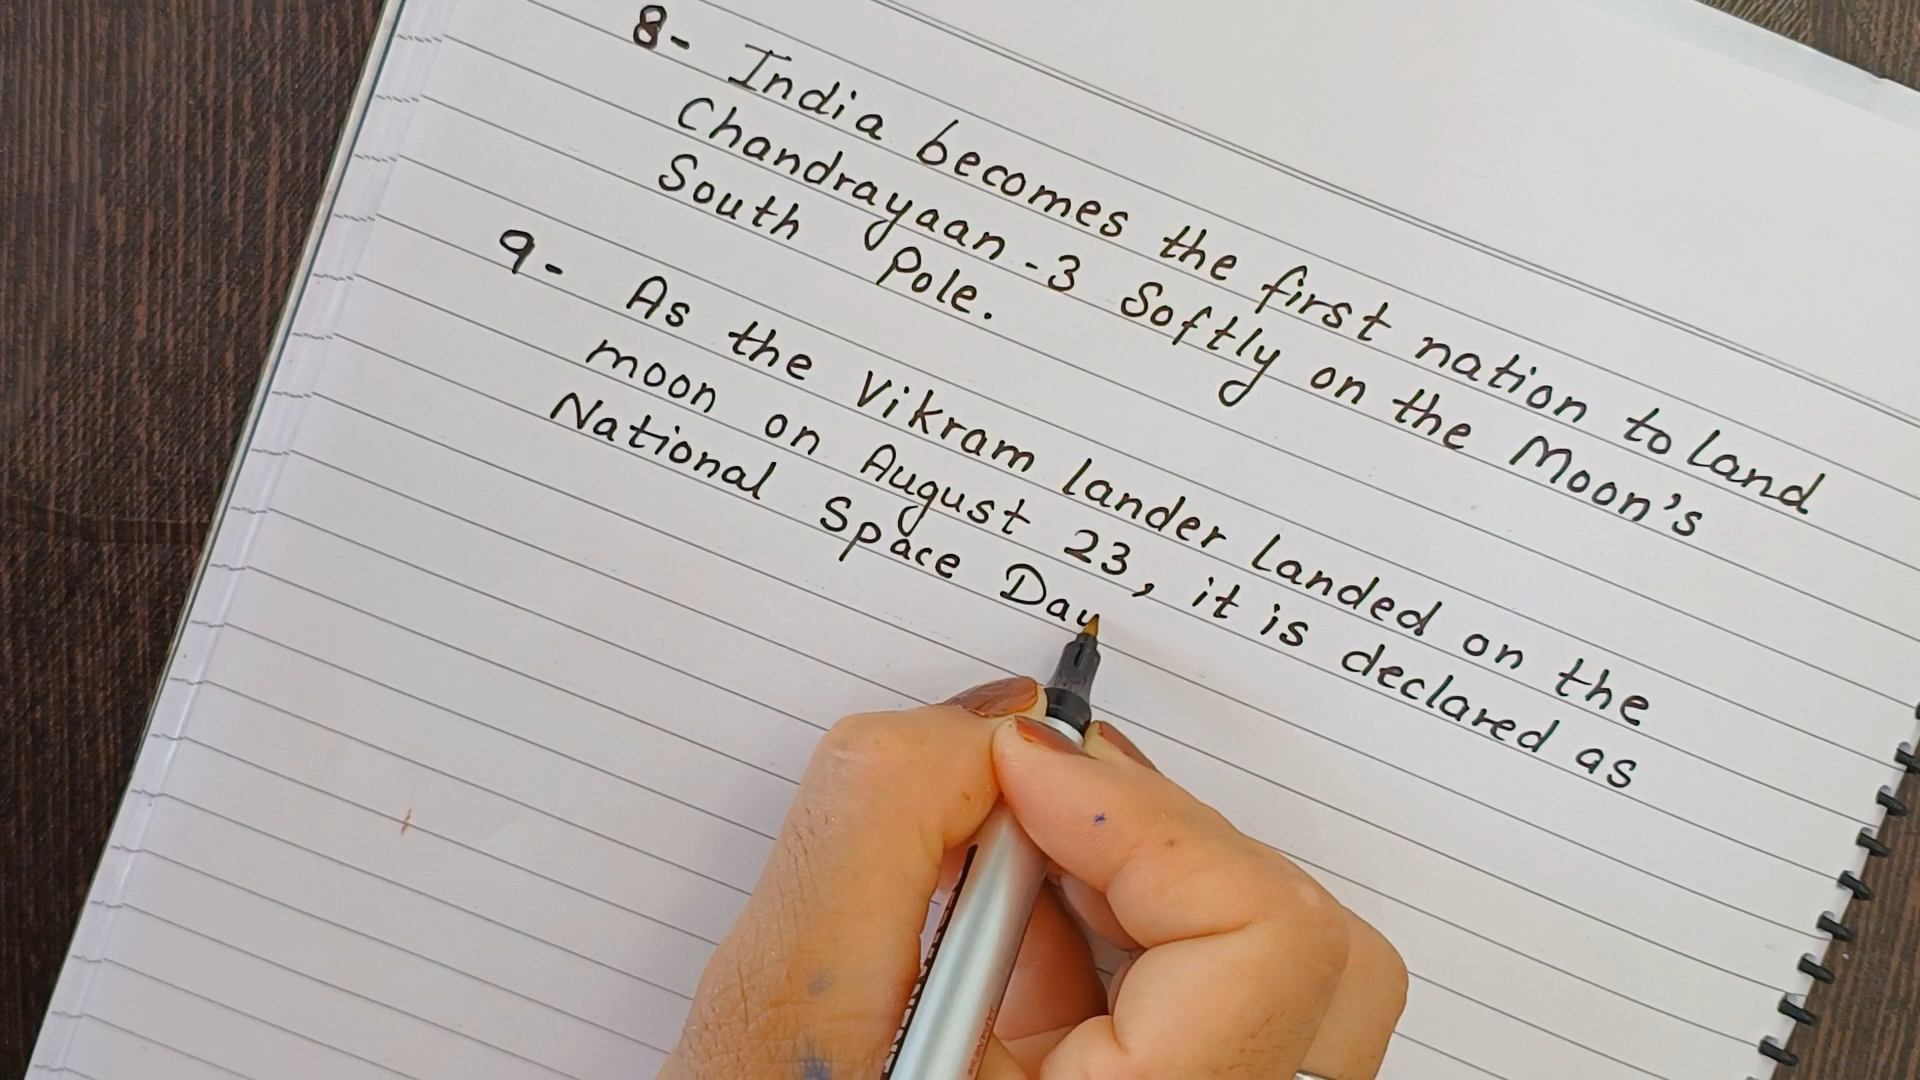 8- India becomes the first nation to land
Chandrayaan-3 Softly on the Moon's
South Pole.
9- As the Vikram lander landed on the
moon on August 23, it is declared as
National Space Day